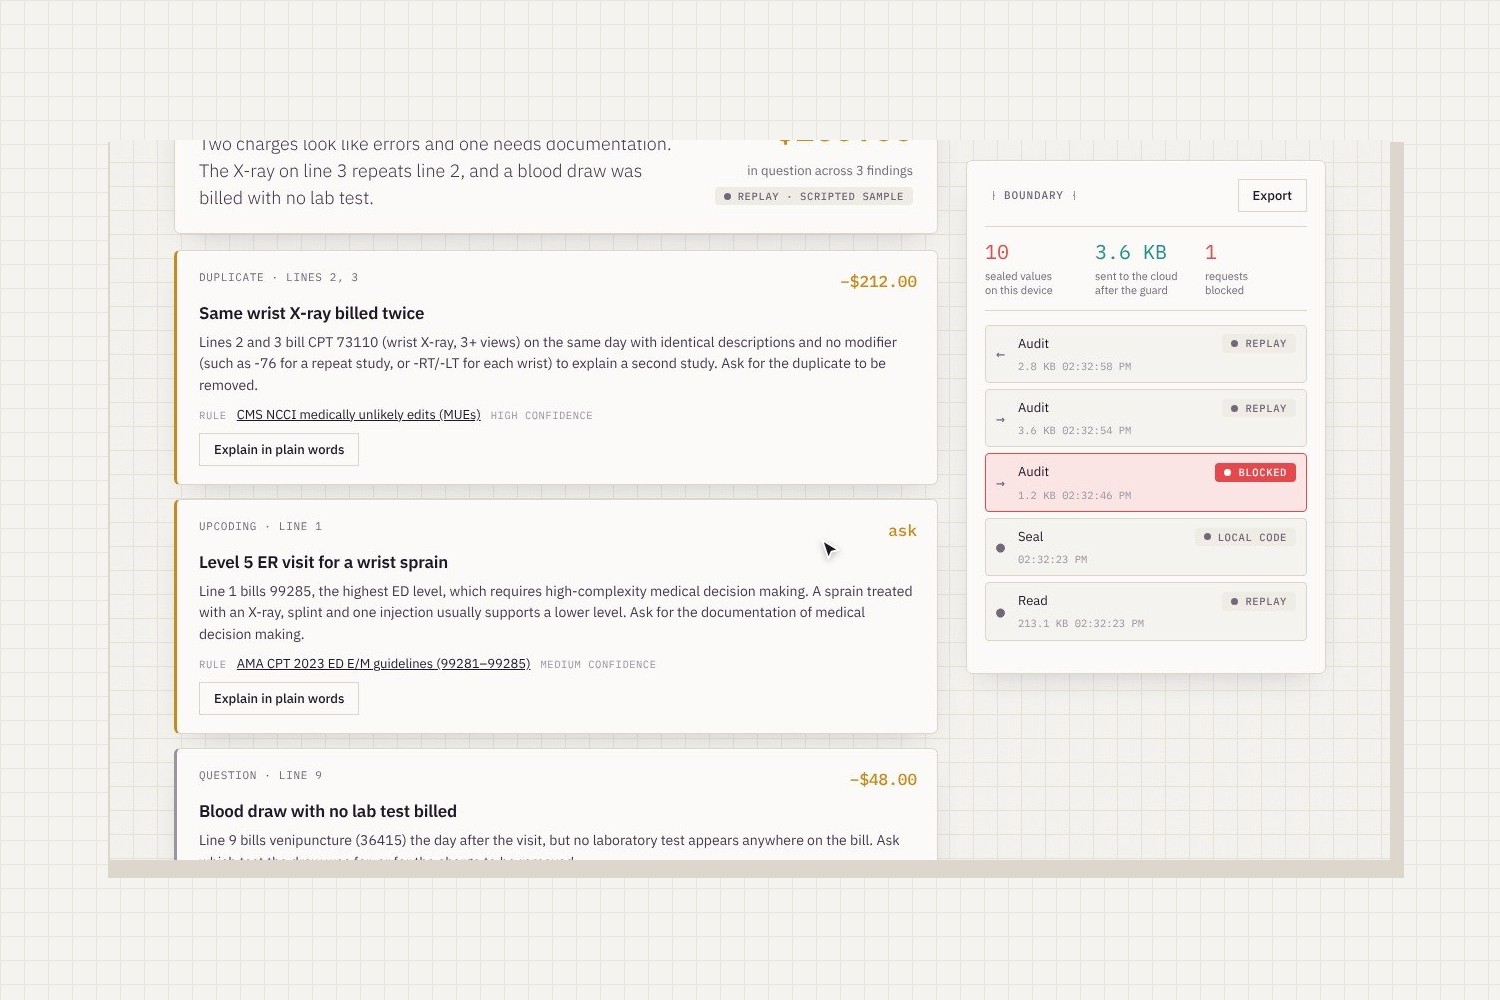 Two charges look like errors and one needs documentation.
The X-ray on line 3 repeats line 2, and a blood draw was
billed with no lab test.
in question across 3 findings
REPLAY · SCRIPTED SAMPLE
DUPLICATE · LINES 2, 3
−$212.00
Same wrist X-ray billed twice
Lines 2 and 3 bill CPT 73110 (wrist X-ray, 3+ views) on the same day with identical descriptions and no modifier
(such as -76 for a repeat study, or -RT/-LT for each wrist) to explain a second study. Ask for the duplicate to be
removed.
RULE CMS NCCI medically unlikely edits (MUEs) HIGH CONFIDENCE
Explain in plain words
UPCODING · LINE 1
ask
Level 5 ER visit for a wrist sprain
Line 1 bills 99285, the highest ED level, which requires high-complexity medical decision making. A sprain treated
with an X-ray, splint and one injection usually supports a lower level. Ask for the documentation of medical
decision making.
RULE AMA CPT 2023 ED E/M guidelines (99281–99285) MEDIUM CONFIDENCE
Explain in plain words
QUESTION · LINE 9
−$48.00
Blood draw with no lab test billed
Line 9 bills venipuncture (36415) the day after the visit, but no laboratory test appears anywhere on the bill. Ask
BOUNDARY
Export
10
sealed values
on this device
3.6 KB
sent to the cloud
after the guard
1
requests
blocked
← Audit
REPLAY
2.8 KB 02:32:58 PM
→ Audit
REPLAY
3.6 KB 02:32:54 PM
→ Audit
BLOCKED
1.2 KB 02:32:46 PM
Seal
LOCAL CODE
02:32:23 PM
Read
REPLAY
213.1 KB 02:32:23 PM